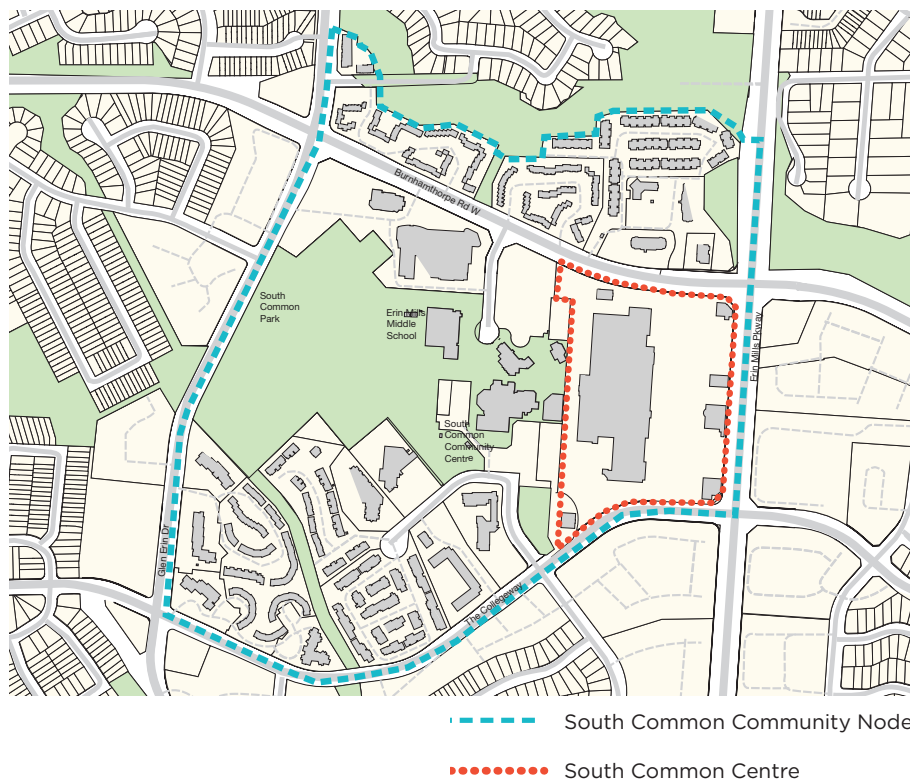 Burnhamthorpe Rd W
South
Common
Park
Erin Mills
Middle
School
Erin Mills Pkway
South
Common
Community
Centre
Glen Erin Dr
The Collegeway
South Common Community Node
South Common Centre